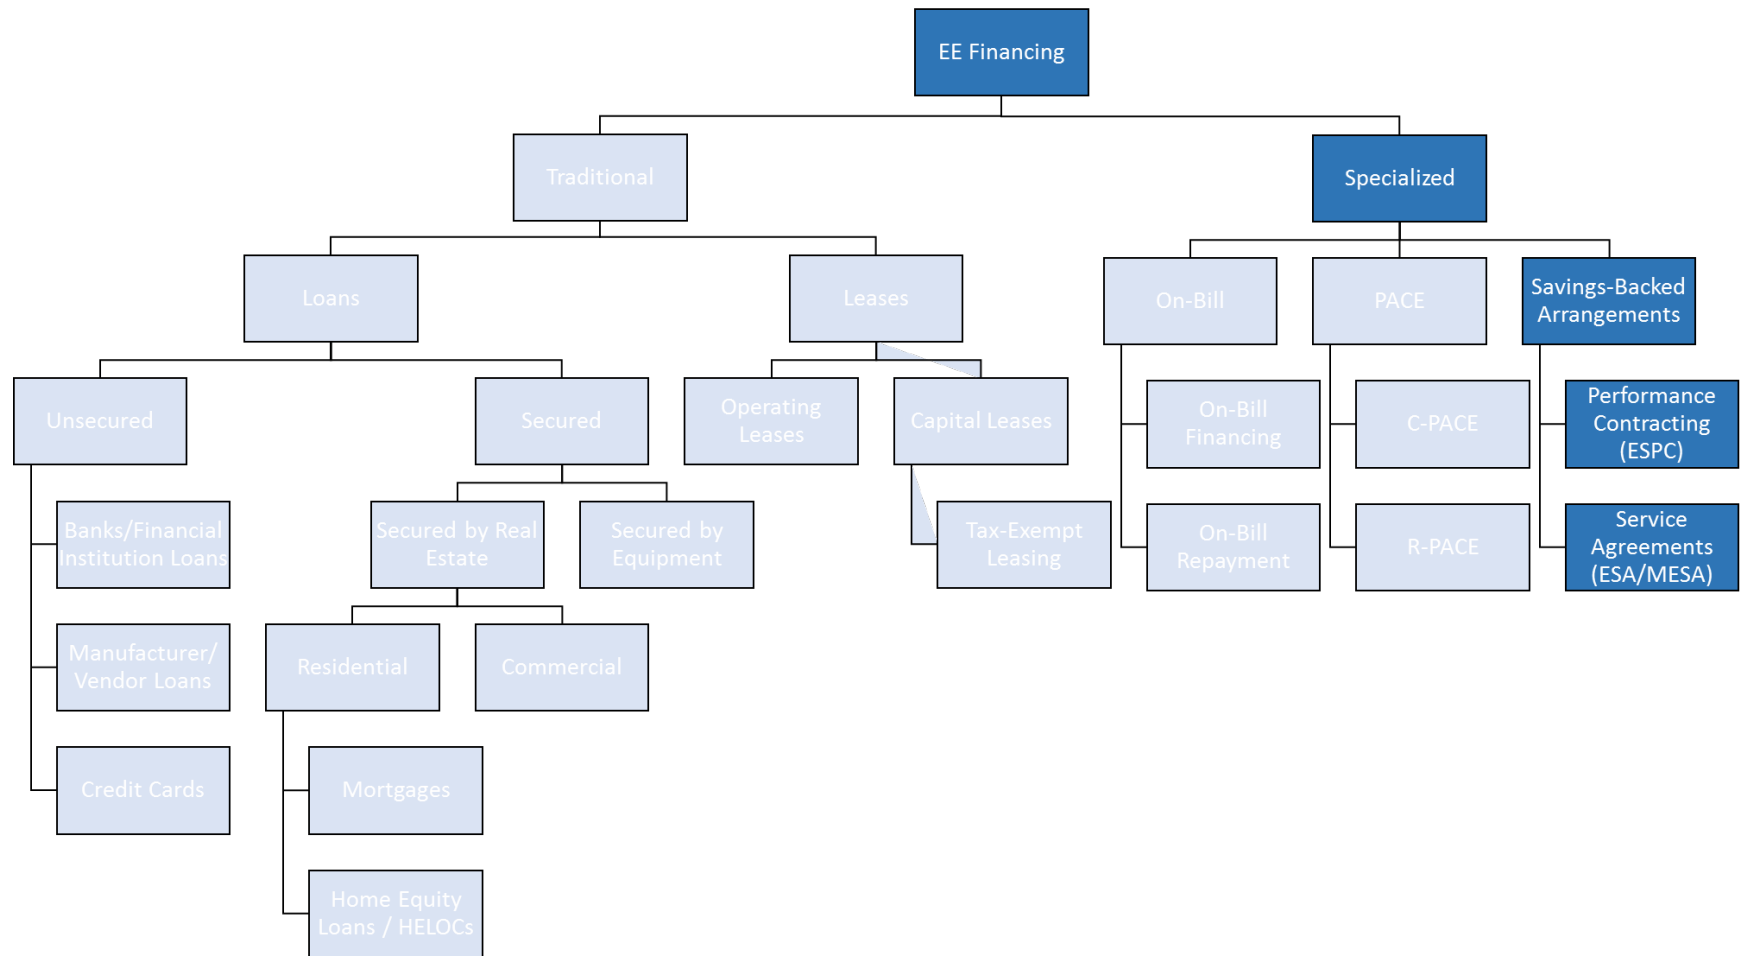 EE Financing
Traditional
Specialized
Loans
Leases
On-Bill
PACE
Savings-Backed
Arrangements
Unsecured
Secured
Operating
Leases
Capital Leases
On-Bill
Financing
C-PACE
Performance
Contracting
(ESPC)
Banks/Financial
Institution Loans
Secured by Real
Estate
Secured by
Equipment
Tax-Exempt
Leasing
On-Bill
Repayment
R-PACE
Service
Agreements
(ESA/MESA)
Manufacturer/
Vendor Loans
Residential
Commercial
Credit Cards
Mortgages
Home Equity
Loans / HELOCs